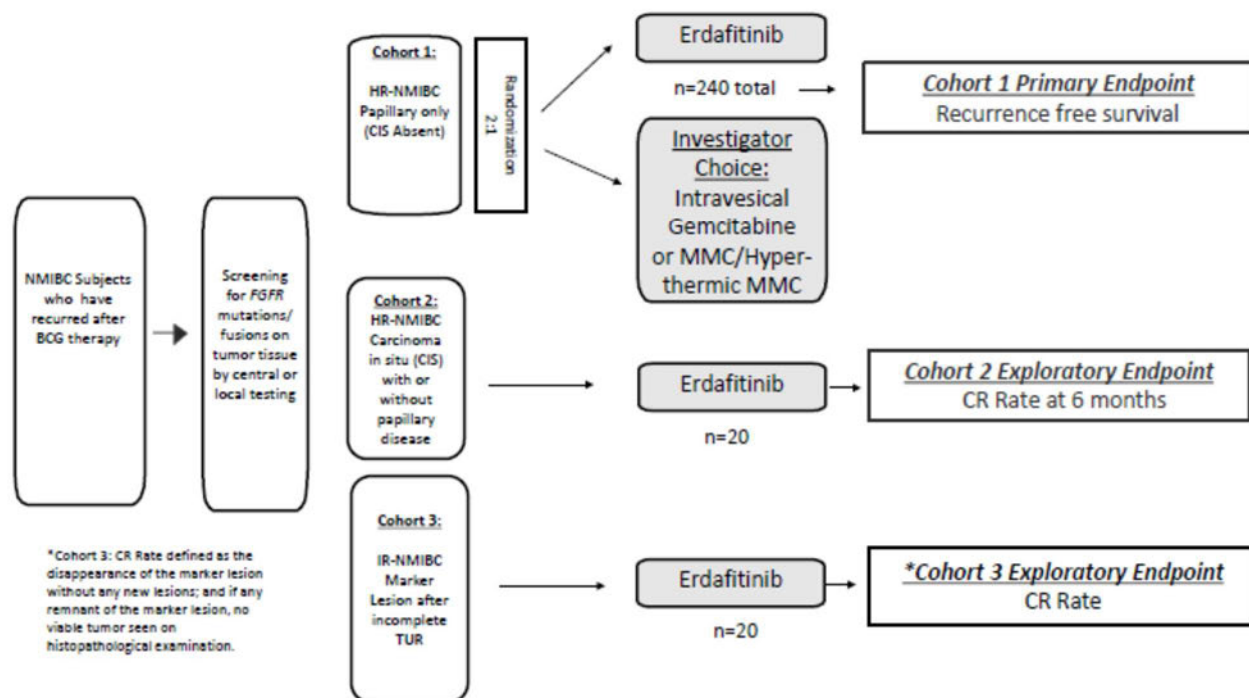 NMIBC Subjects
who have
recurred after
BCG therapy
Screening
for FGFR
mutations/
fusions on
tumor tissue
by central or
local testing
Cohort 1:
HR-NMIBC
Papillary only
(CIS Absent)
Randomization
2:1
Erdafitinib
n=240 total
Investigator
Choice:
Intravesical
Gemcitabine
or MMC/Hyper-
thermic MMC
Cohort 1 Primary Endpoint
Recurrence free survival
Cohort 2:
HR-NMIBC
Carcinoma
in situ (CIS)
with or
without
papillary
disease
Erdafitinib
n=20
Cohort 2 Exploratory Endpoint
CR Rate at 6 months
Cohort 3:
IR-NMIBC
Marker
Lesion after
incomplete
TUR
Erdafitinib
n=20
*Cohort 3 Exploratory Endpoint
CR Rate
*Cohort 3: CR Rate defined as the
disappearance of the marker lesion
without any new lesions; and if any
remnant of the marker lesion, no
viable tumor seen on
histopathological examination.